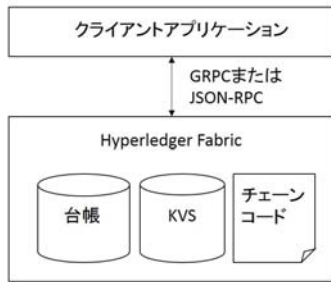 クライアントアプリケーション
GRPCまたは
JSON-RPC
Hyperledger Fabric
台帳
KVS
チェーン
コード